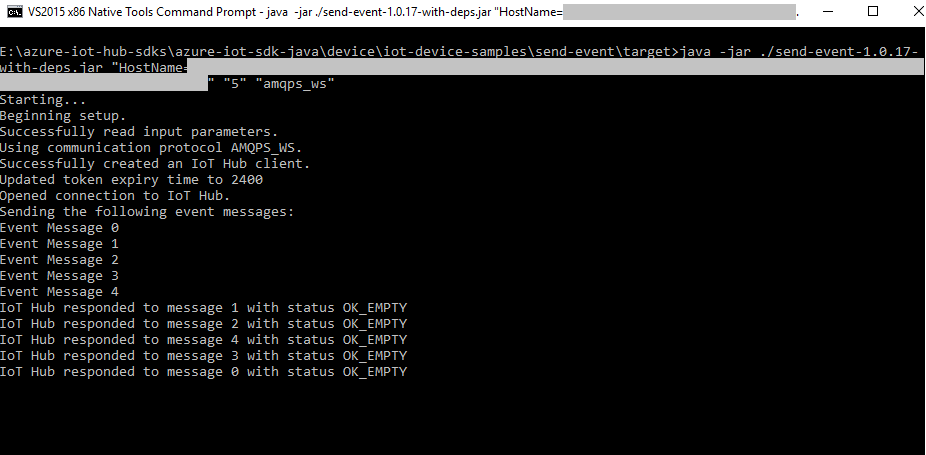 VS2015 x86 Native Tools Command Prompt - java -jar ./send-event-1.0.17-with-deps.jar "HostName= .
E:\azure-iot-hub-sdks\azure-iot-sdk-java\device\iot-device-samples\send-event\target>java -jar ./send-event-1.0.17-
with-deps.jar "HostName=
" "5" "amqps_ws"
Starting...
Beginning setup.
Successfully read input parameters.
Using communication protocol AMQPS_WS.
Successfully created an IoT Hub client.
Updated token expiry time to 2400
Opened connection to IoT Hub.
Sending the following event messages:
Event Message 0
Event Message 1
Event Message 2
Event Message 3
Event Message 4
IoT Hub responded to message 1 with status OK_EMPTY
IoT Hub responded to message 2 with status OK_EMPTY
IoT Hub responded to message 4 with status OK_EMPTY
IoT Hub responded to message 3 with status OK_EMPTY
IoT Hub responded to message 0 with status OK_EMPTY